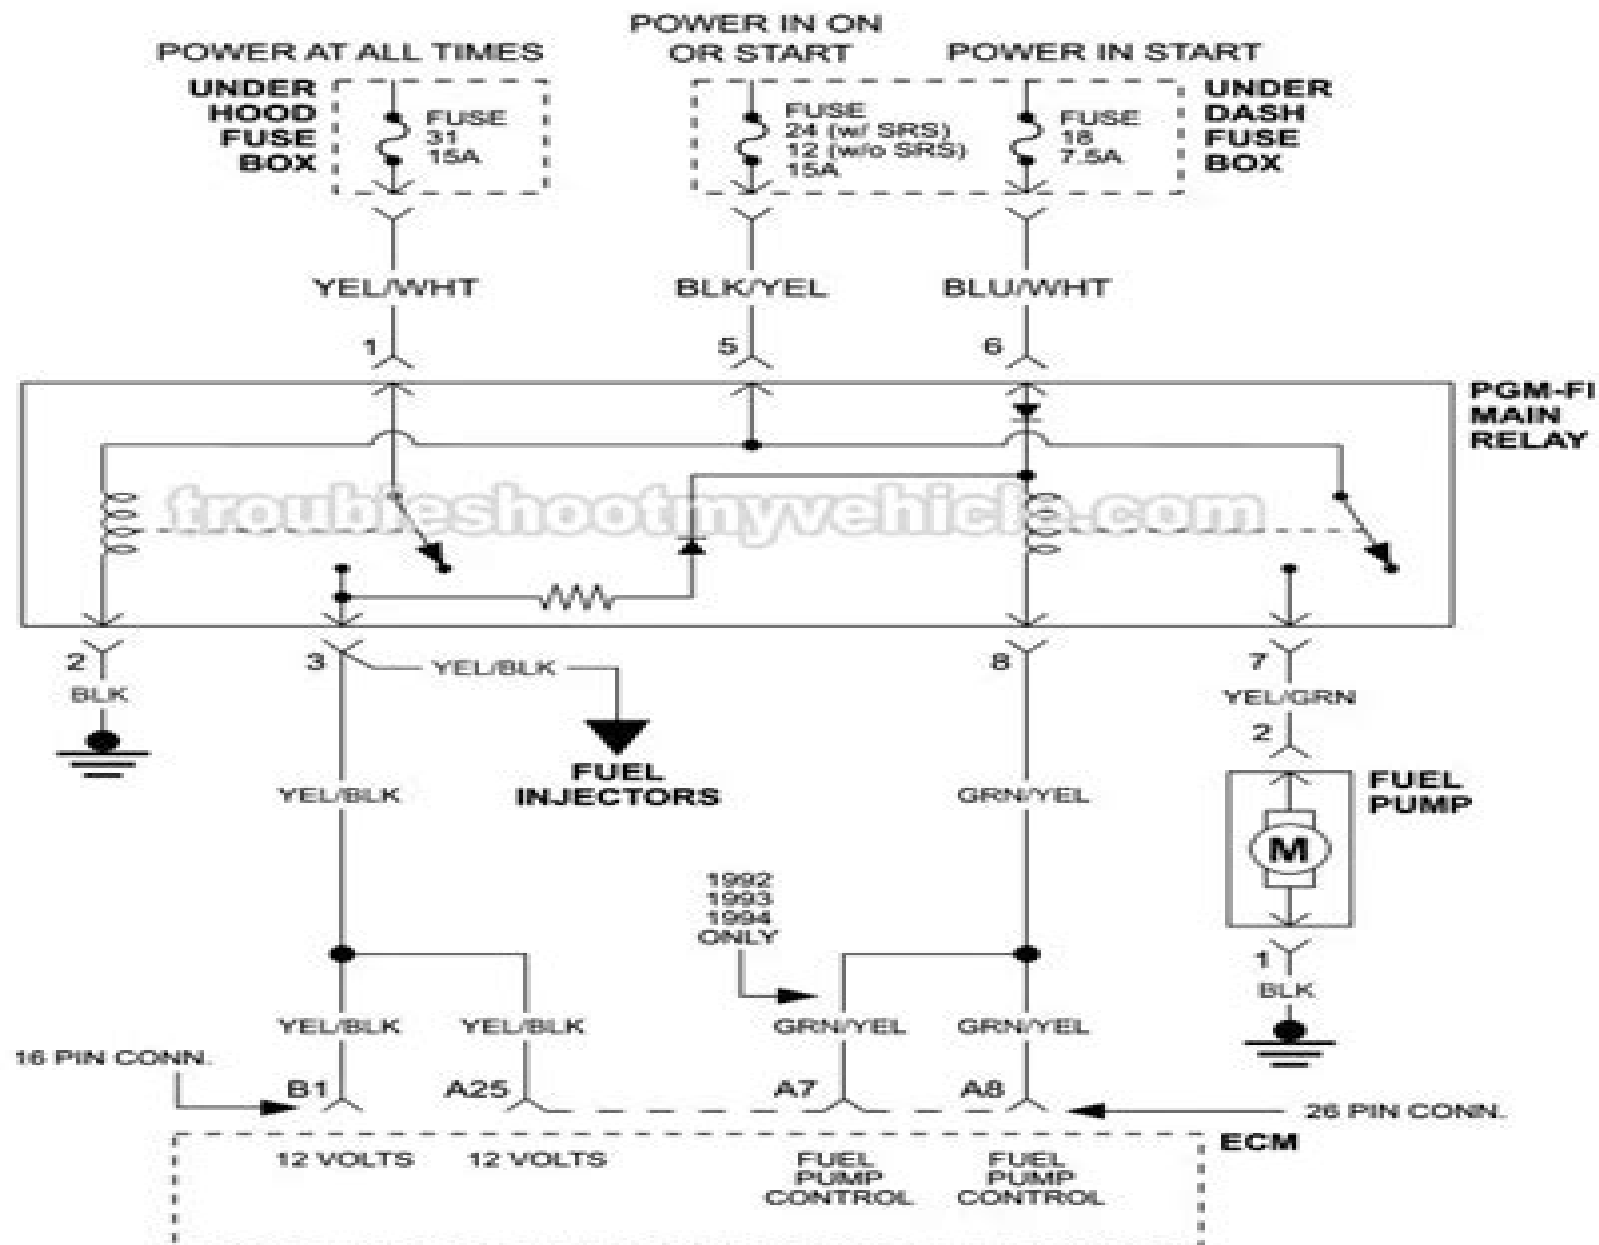 POWER AT ALL TIMES
POWER IN ON
OR START
POWER IN START
UNDER
HOOD
FUSE
BOX
FUSE
31
15A
FUSE
24 (w/ SRS)
12 (w/o SRS)
15A
FUSE
18
7.5A
UNDER
DASH
FUSE
BOX
YEL/WHT
BLK/YEL
BLU/WHT
1
5
6
PGM-FI
MAIN
RELAY
troubleshootmyvehicle.com
2
3
8
7
BLK
YEL/BLK
YEL/GRN
2
FUEL
INJECTORS
FUEL
PUMP
M
YEL/BLK
GRN/YEL
1992
1993
1994
ONLY
1
BLK
YEL/BLK
YEL/BLK
GRN/YEL
GRN/YEL
16 PIN CONN.
B1
A25
A7
A8
26 PIN CONN.
ECM
12 VOLTS
12 VOLTS
FUEL
PUMP
CONTROL
FUEL
PUMP
CONTROL